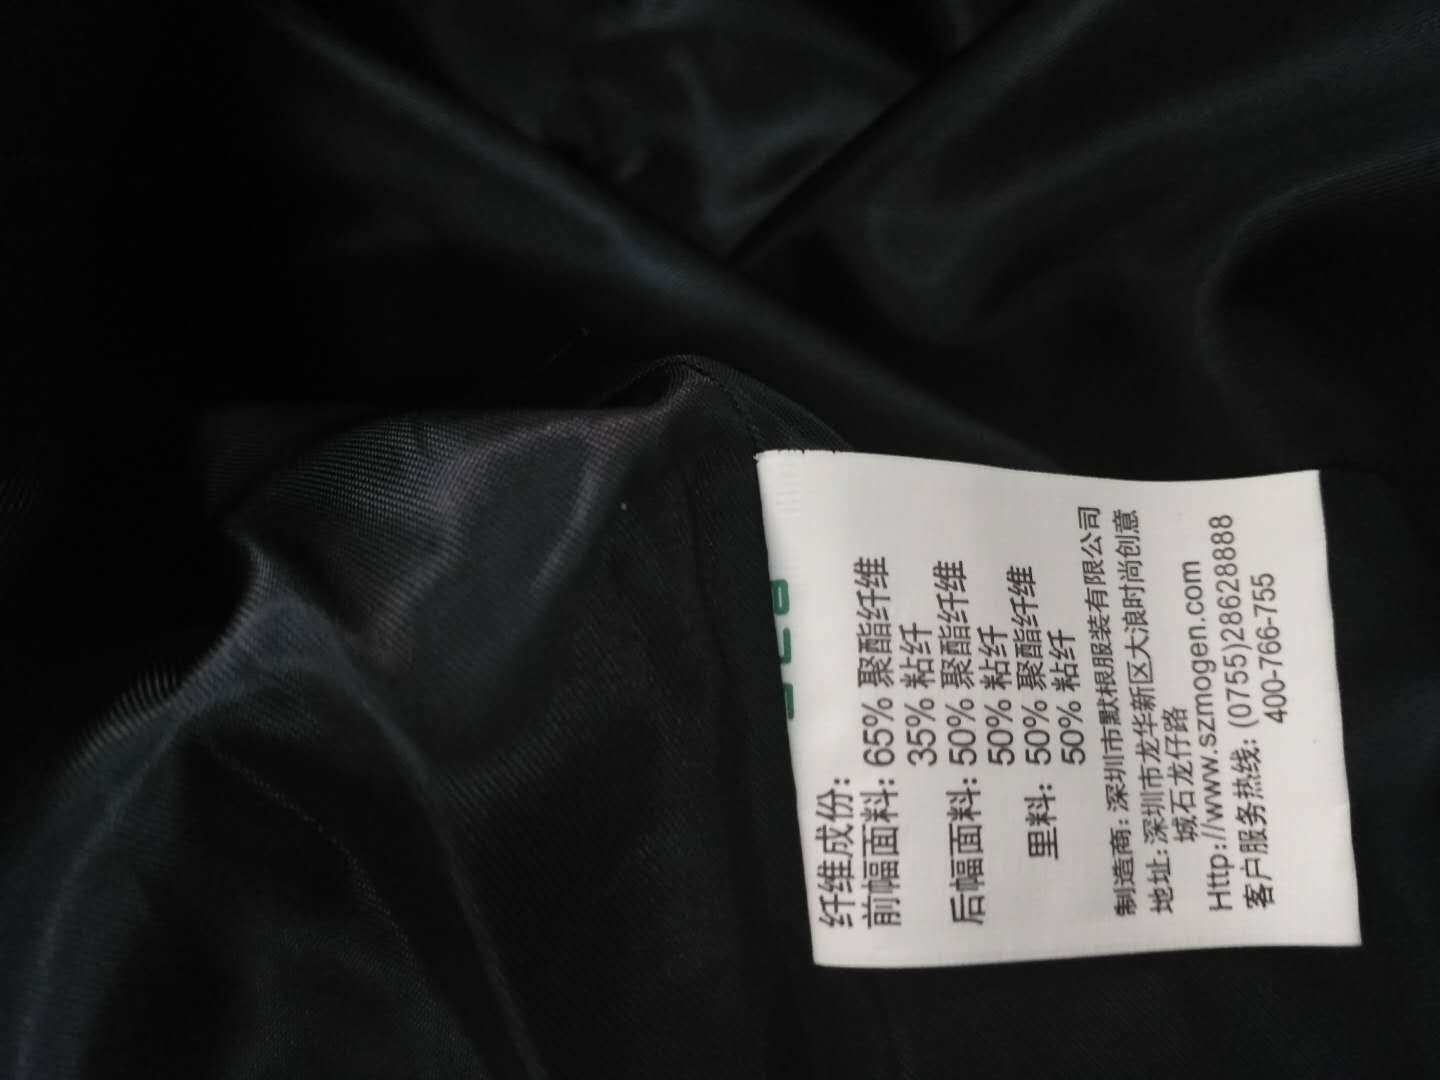 纤维成份:
前幅面料: 65% 聚酯纤维
35% 粘纤
后幅面料: 50% 聚酯纤维
50% 粘纤
里料: 50% 聚酯纤维
50% 粘纤
制造商: 深圳市默根服装有限公司
地址: 深圳市龙华新区大浪时尚创意
城石龙仔路
Http://www.szmogen.com
客户服务热线: (0755)28628888
400-766-755